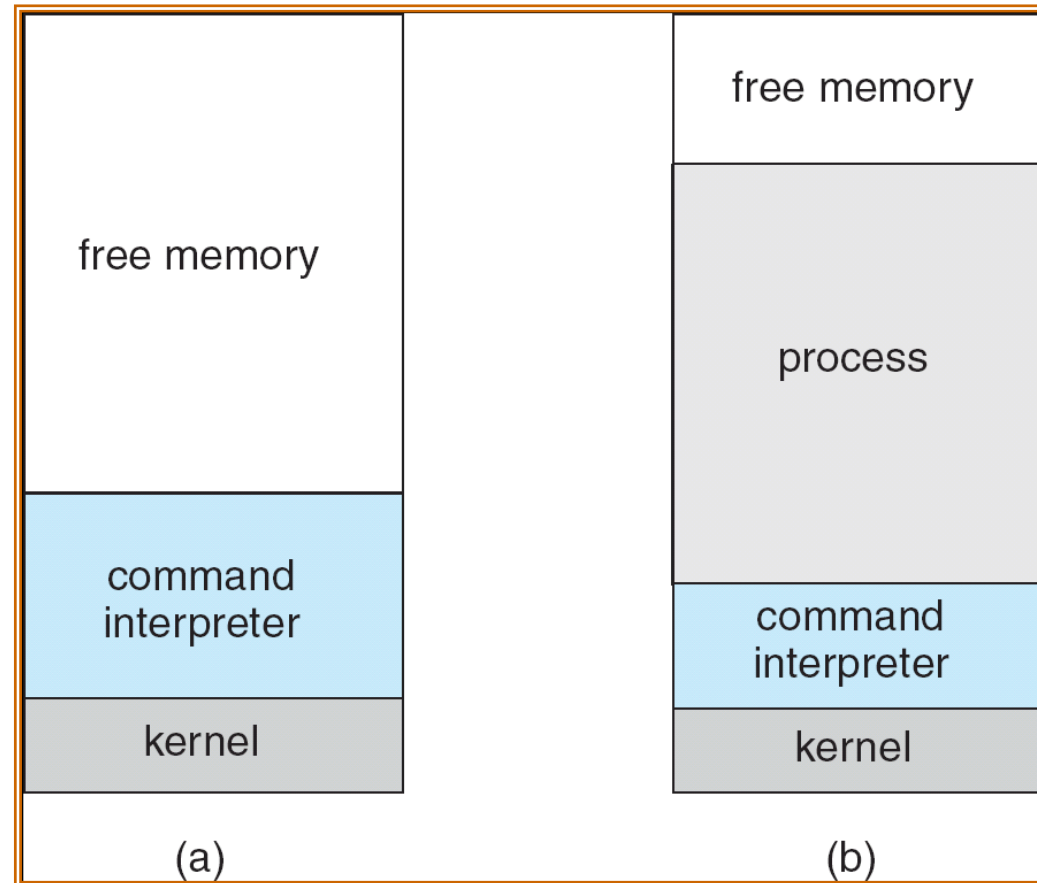 free memory
command
interpreter
kernel
(a)
free memory
process
command
interpreter
kernel
(b)